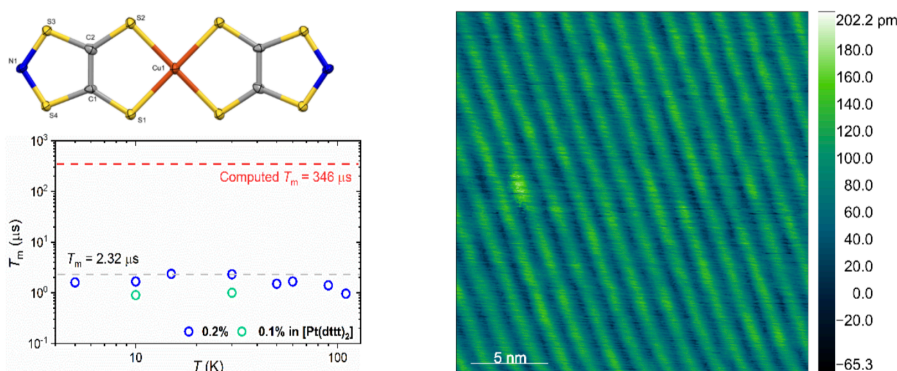 S3
S2
C2
N1
Cu1
C1
S4
S1
10³
Computed Tm = 346 μs
10²
Tm (μs)
10¹
Tm = 2.32 μs
10⁰
0.2% 0.1% in [Pt(dttt)₂]
10⁻¹
10 100
T (K)
5 nm
202.2 pm
180.0
160.0
140.0
120.0
100.0
80.0
60.0
40.0
20.0
0.0
−20.0
−65.3